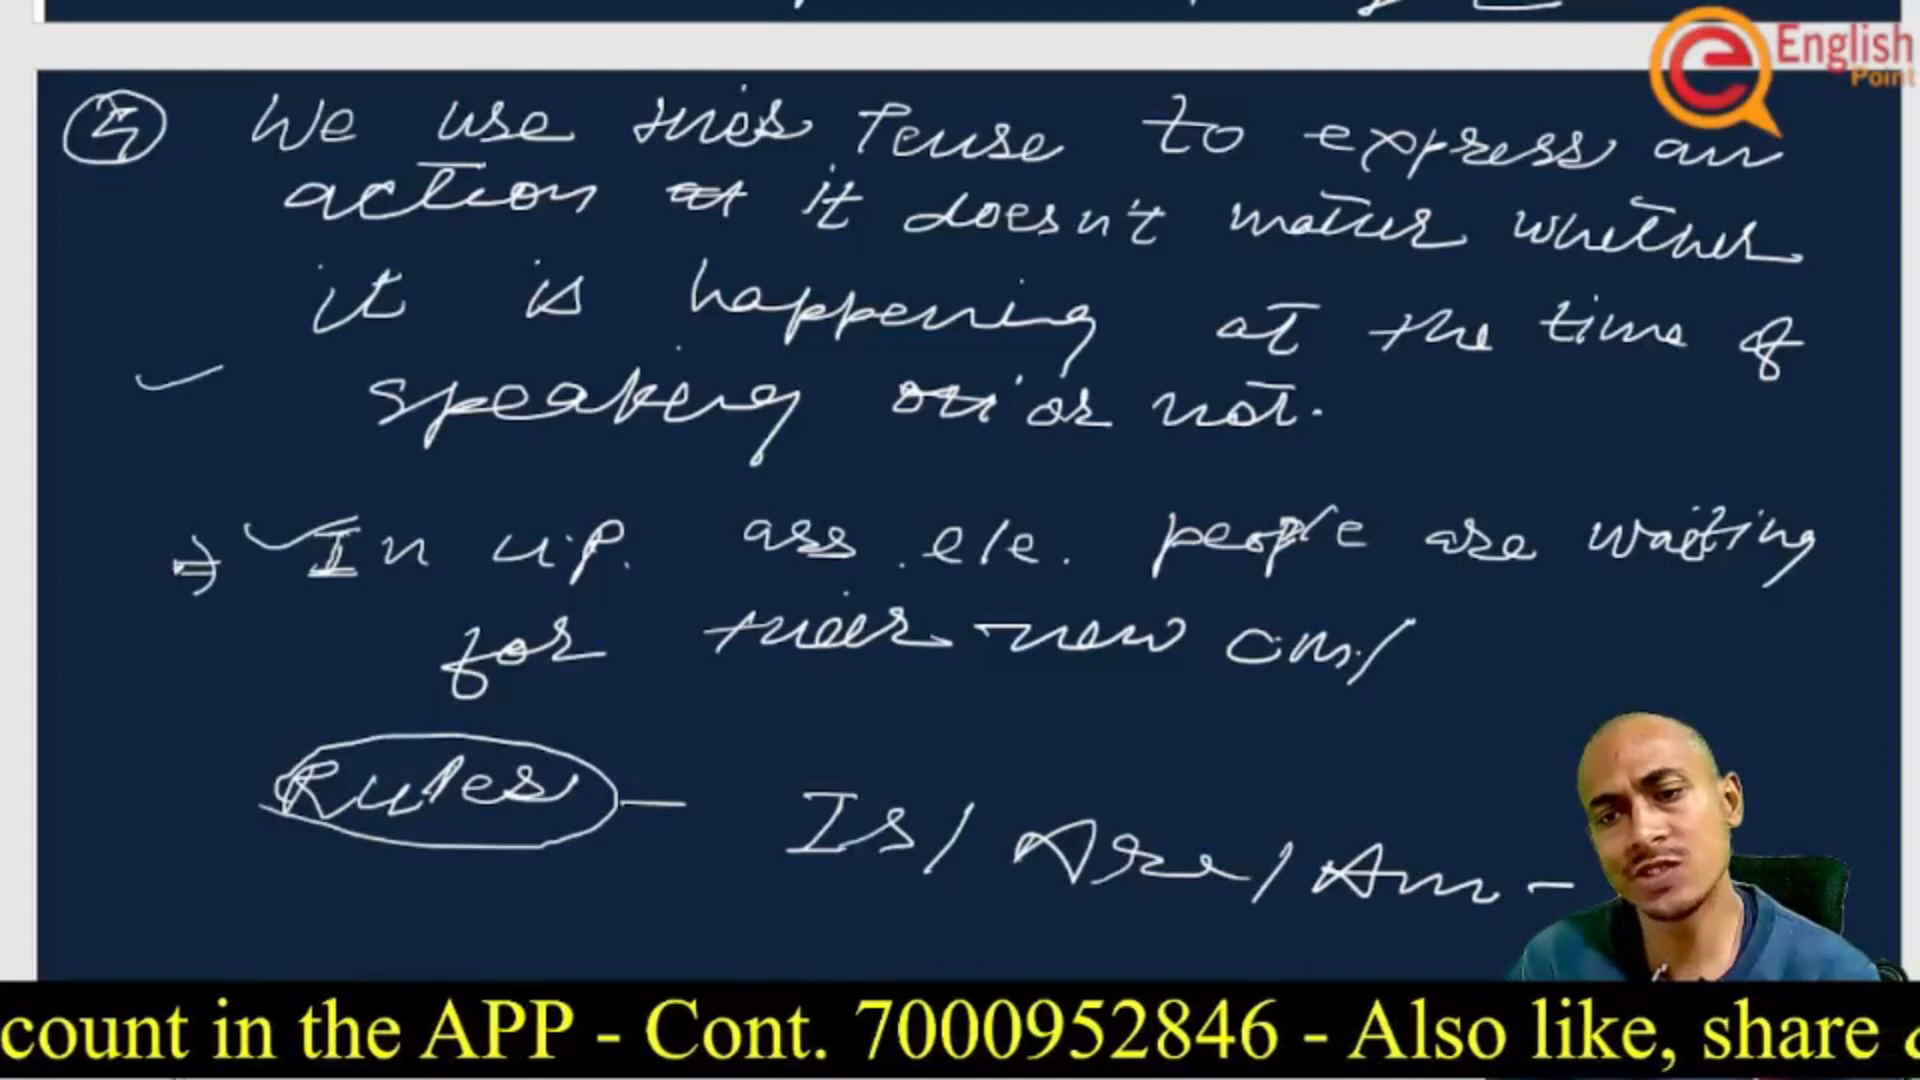 English
Point
② We use this Tense to express an
action at it doesn't matter whether
it is happening at the time of
speaking or not.
⇒ In U.P. ass. ele. people are waiting
for their new cm./
Rules — Is / Are / Am -
count in the APP - Cont. 7000952846 - Also like, share